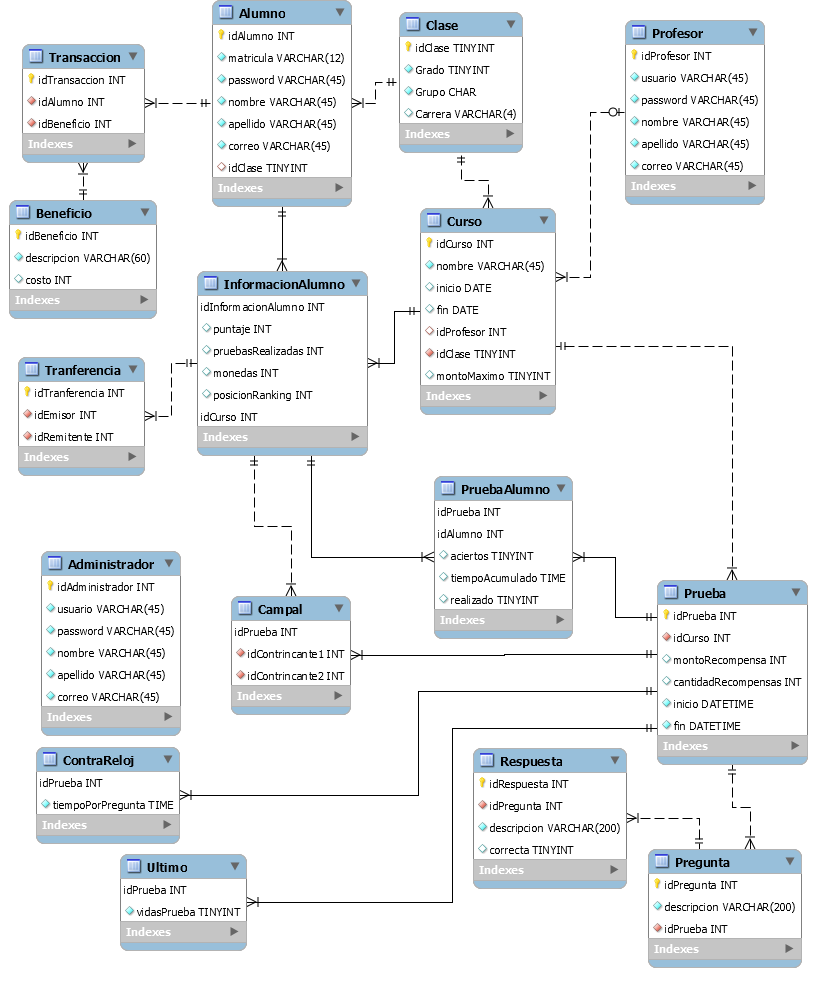 Alumno
idAlumno INT
matricula VARCHAR(12)
password VARCHAR(45)
nombre VARCHAR(45)
apellido VARCHAR(45)
correo VARCHAR(45)
idClase TINYINT
Indexes
Clase
idClase TINYINT
Grado TINYINT
Grupo CHAR
Carrera VARCHAR(4)
Indexes
Profesor
idProfesor INT
usuario VARCHAR(45)
password VARCHAR(45)
nombre VARCHAR(45)
apellido VARCHAR(45)
correo VARCHAR(45)
Indexes
Transaccion
idTransaccion INT
idAlumno INT
idBeneficio INT
Indexes
Beneficio
idBeneficio INT
descripcion VARCHAR(60)
costo INT
Indexes
Curso
idCurso INT
nombre VARCHAR(45)
inicio DATE
fin DATE
idProfesor INT
idClase TINYINT
montoMaximo TINYINT
Indexes
InformacionAlumno
idInformacionAlumno INT
puntaje INT
pruebasRealizadas INT
monedas INT
posicionRanking INT
idCurso INT
Indexes
Tranferencia
idTranferencia INT
idEmisor INT
idRemitente INT
Indexes
PruebaAlumno
idPrueba INT
idAlumno INT
aciertos TINYINT
tiempoAcumulado TIME
realizado TINYINT
Indexes
Administrador
idAdministrador INT
usuario VARCHAR(45)
password VARCHAR(45)
nombre VARCHAR(45)
apellido VARCHAR(45)
correo VARCHAR(45)
Indexes
Campal
idPrueba INT
idContrincante1 INT
idContrincante2 INT
Indexes
Prueba
idPrueba INT
idCurso INT
montoRecompensa INT
cantidadRecompensas INT
inicio DATETIME
fin DATETIME
Indexes
ContraReloj
idPrueba INT
tiempoPorPregunta TIME
Indexes
Respuesta
idRespuesta INT
idPregunta INT
descripcion VARCHAR(200)
correcta TINYINT
Indexes
Ultimo
idPrueba INT
vidasPrueba TINYINT
Indexes
Pregunta
idPregunta INT
descripcion VARCHAR(200)
idPrueba INT
Indexes